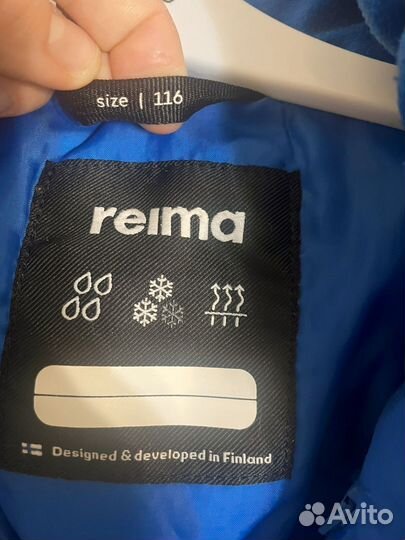 size | 116
reima
Designed & developed in Finland
Avito